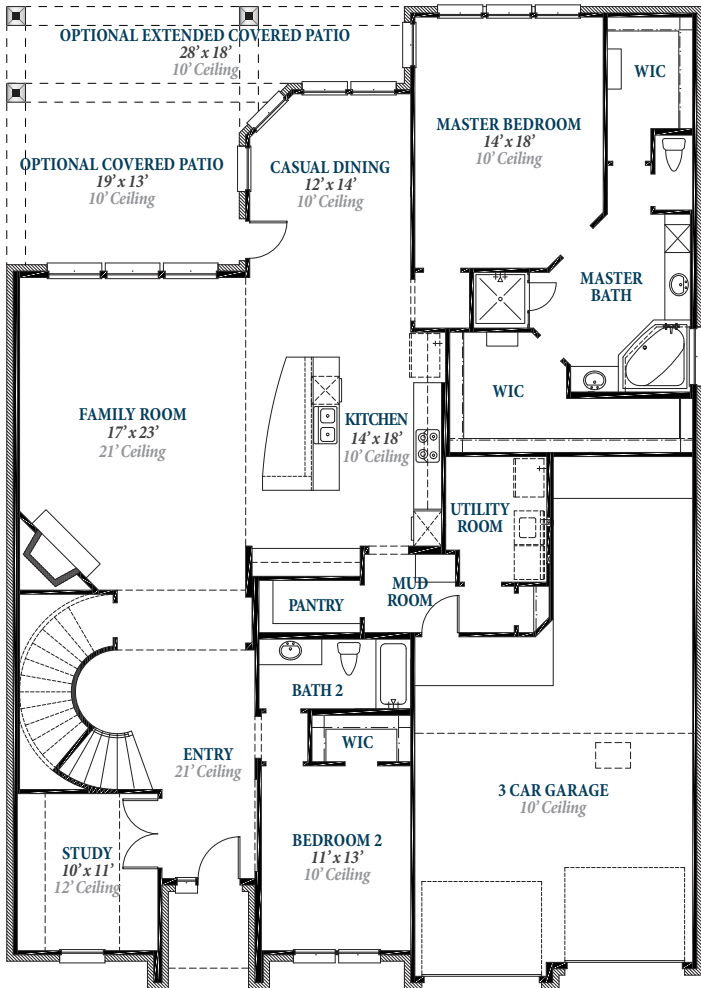 OPTIONAL EXTENDED COVERED PATIO
28’ x 18’
10’ Ceiling
WIC
MASTER BEDROOM
14’ x 18’
10’ Ceiling
OPTIONAL COVERED PATIO
19’ x 13’
10’ Ceiling
CASUAL DINING
12’ x 14’
10’ Ceiling
MASTER
BATH
WIC
FAMILY ROOM
17’ x 23’
21’ Ceiling
KITCHEN
14’ x 18’
10’ Ceiling
UTILITY
ROOM
MUD
ROOM
PANTRY
BATH 2
WIC
ENTRY
21’ Ceiling
3 CAR GARAGE
10’ Ceiling
STUDY
10’ x 11’
12’ Ceiling
BEDROOM 2
11’ x 13’
10’ Ceiling